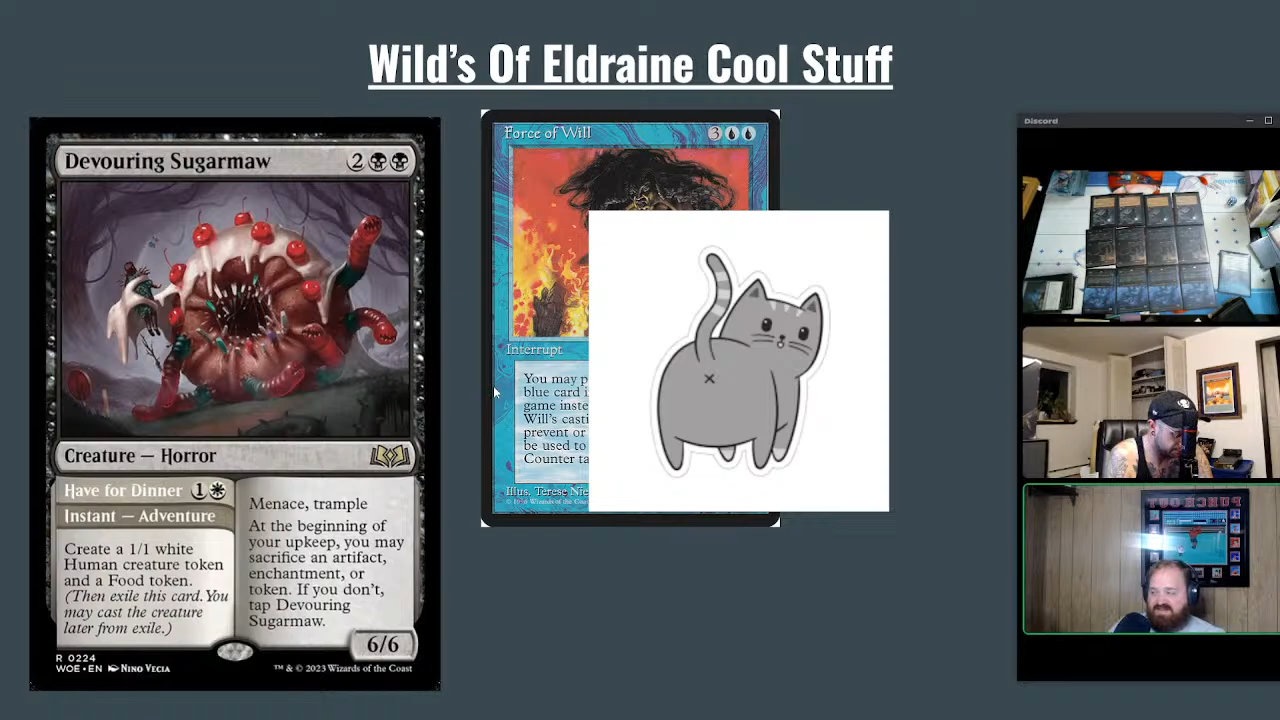 Wild's Of Eldraine Cool Stuff
Devouring Sugarmaw 2
Creature — Horror
Have for Dinner 1
Instant — Adventure
Create a 1/1 white
Human creature token
and a Food token.
(Then exile this card. You
may cast the creature
later from exile.)
Menace, trample
At the beginning of
your upkeep, you may
sacrifice an artifact,
enchantment, or
token. If you don't,
tap Devouring
Sugarmaw.
6/6
R 0224
WOE • EN NINO VECIA
™ & © 2023 Wizards of the Coast
Force of Will 3
Interrupt
You may
blue card
game
Will's
prevent or
be used to
Counter
Illus. Terese
Discord
PUNCH-OUT